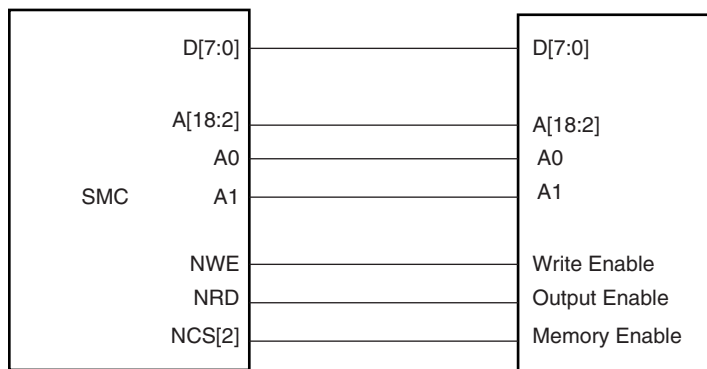 D[7:0] D[7:0]
A[18:2] A[18:2]
A0 A0
SMC A1 A1
NWE Write Enable
NRD Output Enable
NCS[2] Memory Enable